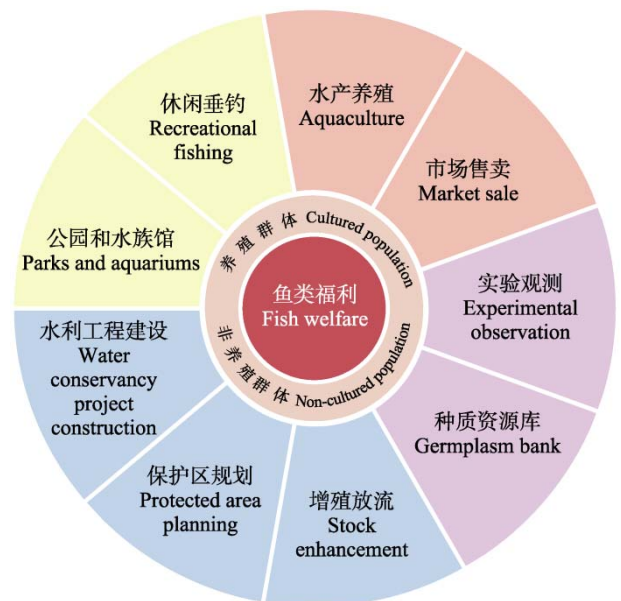 休闲垂钓
Recreational
fishing
水产养殖
Aquaculture
市场售卖
Market sale
公园和水族馆
Parks and aquariums
养殖群体 Cultured population
鱼类福利
Fish welfare
非养殖群体 Non-cultured population
实验观测
Experimental
observation
水利工程建设
Water
conservancy
project
construction
种质资源库
Germplasm bank
保护区规划
Protected area
planning
增殖放流
Stock
enhancement